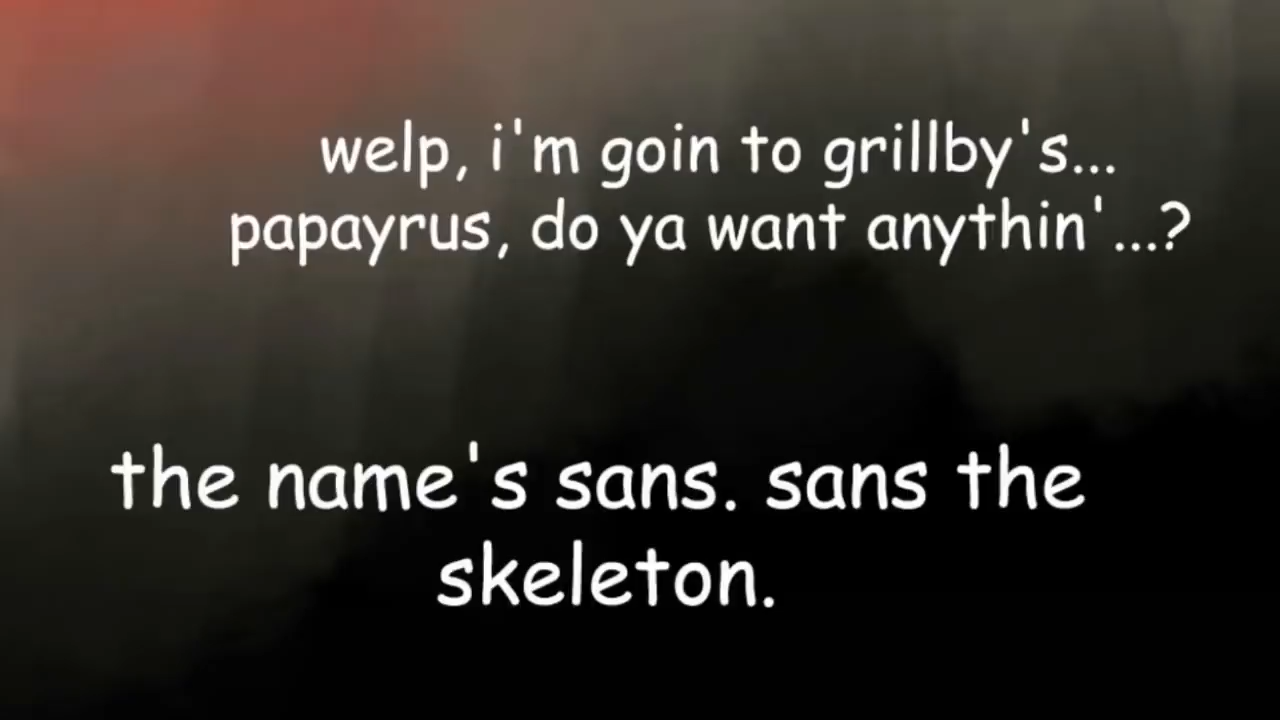 welp, i'm goin to grillby's...
papayrus, do ya want anythin'...?
the name's sans. sans the
skeleton.